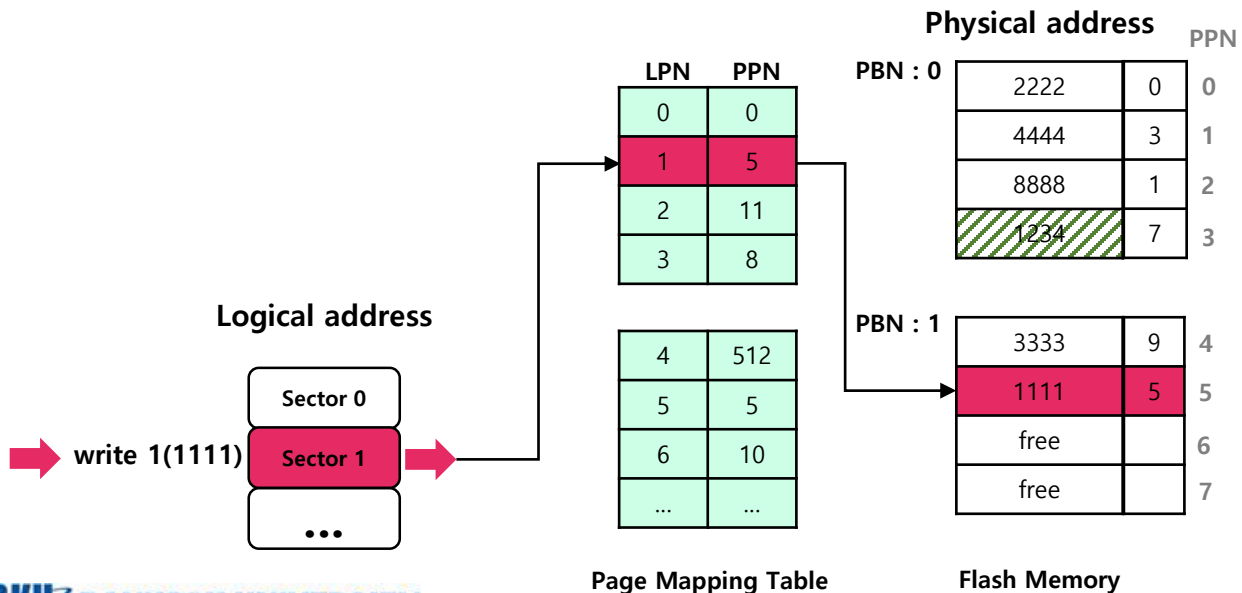 Physical address
PPN
LPN PPN
0 0
1 5
2 11
3 8
4 512
5 5
6 10
... ...
Page Mapping Table
PBN : 0
2222 0 0
4444 3 1
8888 1 2
1234 7 3
PBN : 1
3333 9 4
1111 5 5
free 6
free 7
Flash Memory
Logical address
Sector 0
write 1(1111) Sector 1
...